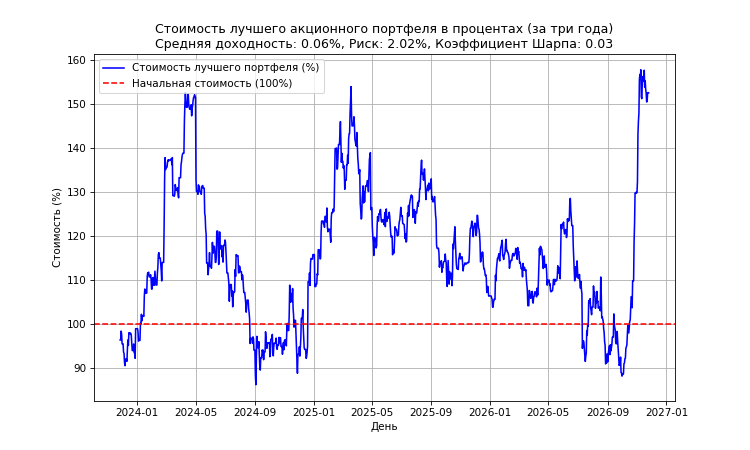 Стоимость лучшего акционного портфеля в процентах (за три года)
Средняя доходность: 0.06%, Риск: 2.02%, Коэффициент Шарпа: 0.03
Стоимость лучшего портфеля (%)
Начальная стоимость (100%)
Стоимость (%)
160
150
140
130
120
110
100
90
2024-01 2024-05 2024-09 2025-01 2025-05 2025-09 2026-01 2026-05 2026-09 2027-01
День